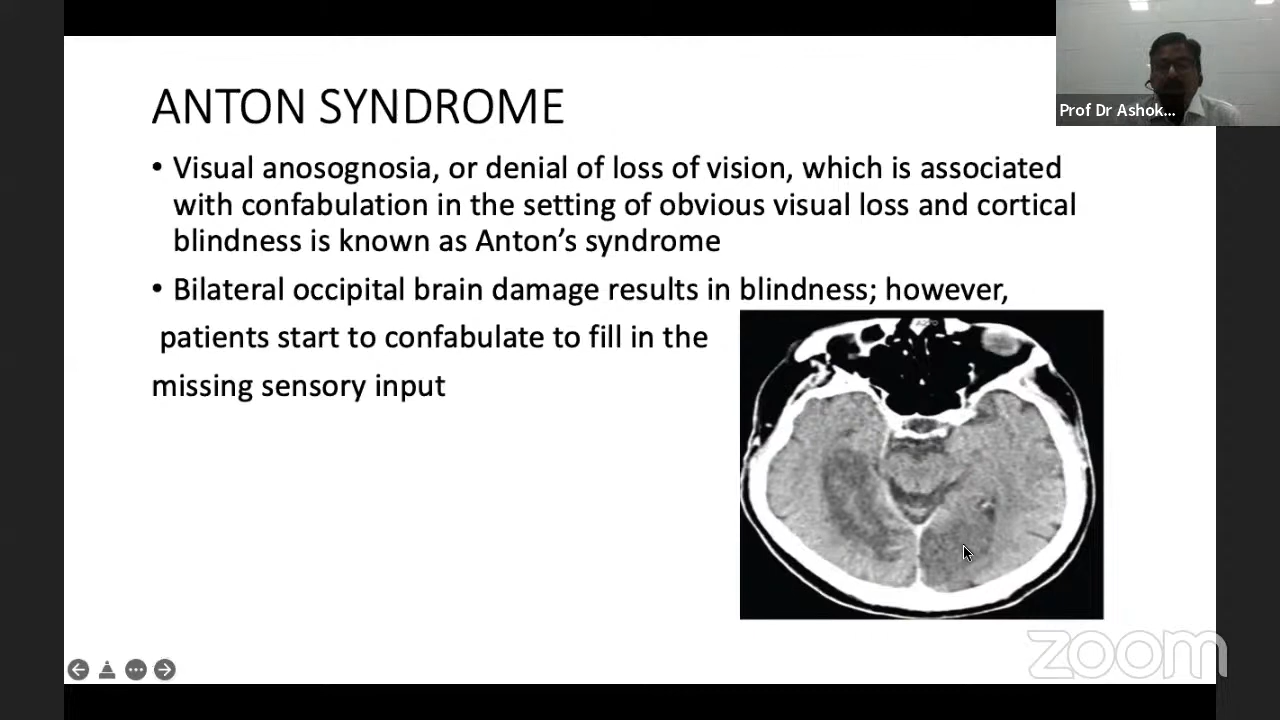 Prof Dr Ashok...
ANTON SYNDROME
• Visual anosognosia, or denial of loss of vision, which is associated
with confabulation in the setting of obvious visual loss and cortical
blindness is known as Anton’s syndrome
• Bilateral occipital brain damage results in blindness; however,
patients start to confabulate to fill in the
missing sensory input
zoom